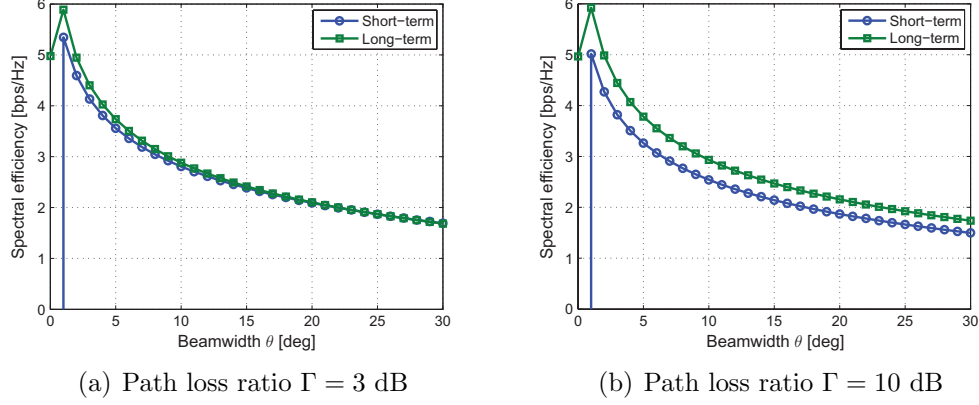 6
5
4
3
2
1
0
0 5 10 15 20 25 30
Spectral efficiency [bps/Hz]
Beamwidth θ [deg]
Short−term
Long−term
(a) Path loss ratio Γ = 3 dB
6
5
4
3
2
1
0
0 5 10 15 20 25 30
Spectral efficiency [bps/Hz]
Beamwidth θ [deg]
Short−term
Long−term
(b) Path loss ratio Γ = 10 dB